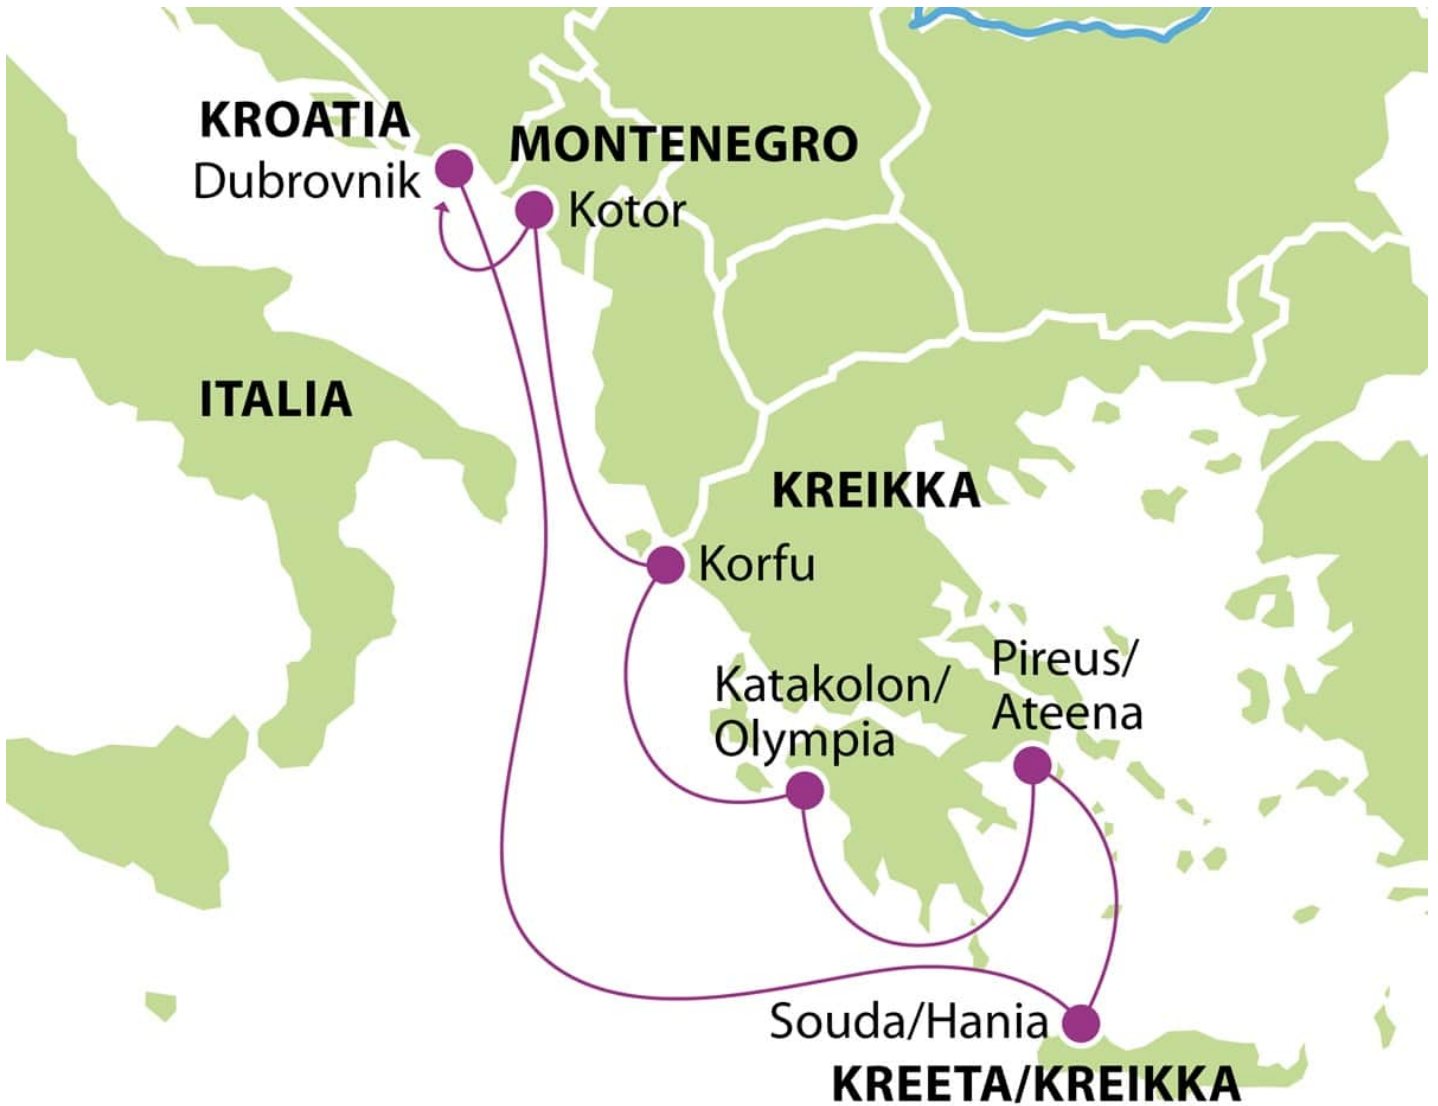 KROATIA
Dubrovnik
MONTENEGRO
Kotor
ITALIA
KREIKKA
Korfu
Katakolon/
Olympia
Pireus/
Ateena
Souda/Hania
KREETA/KREIKKA